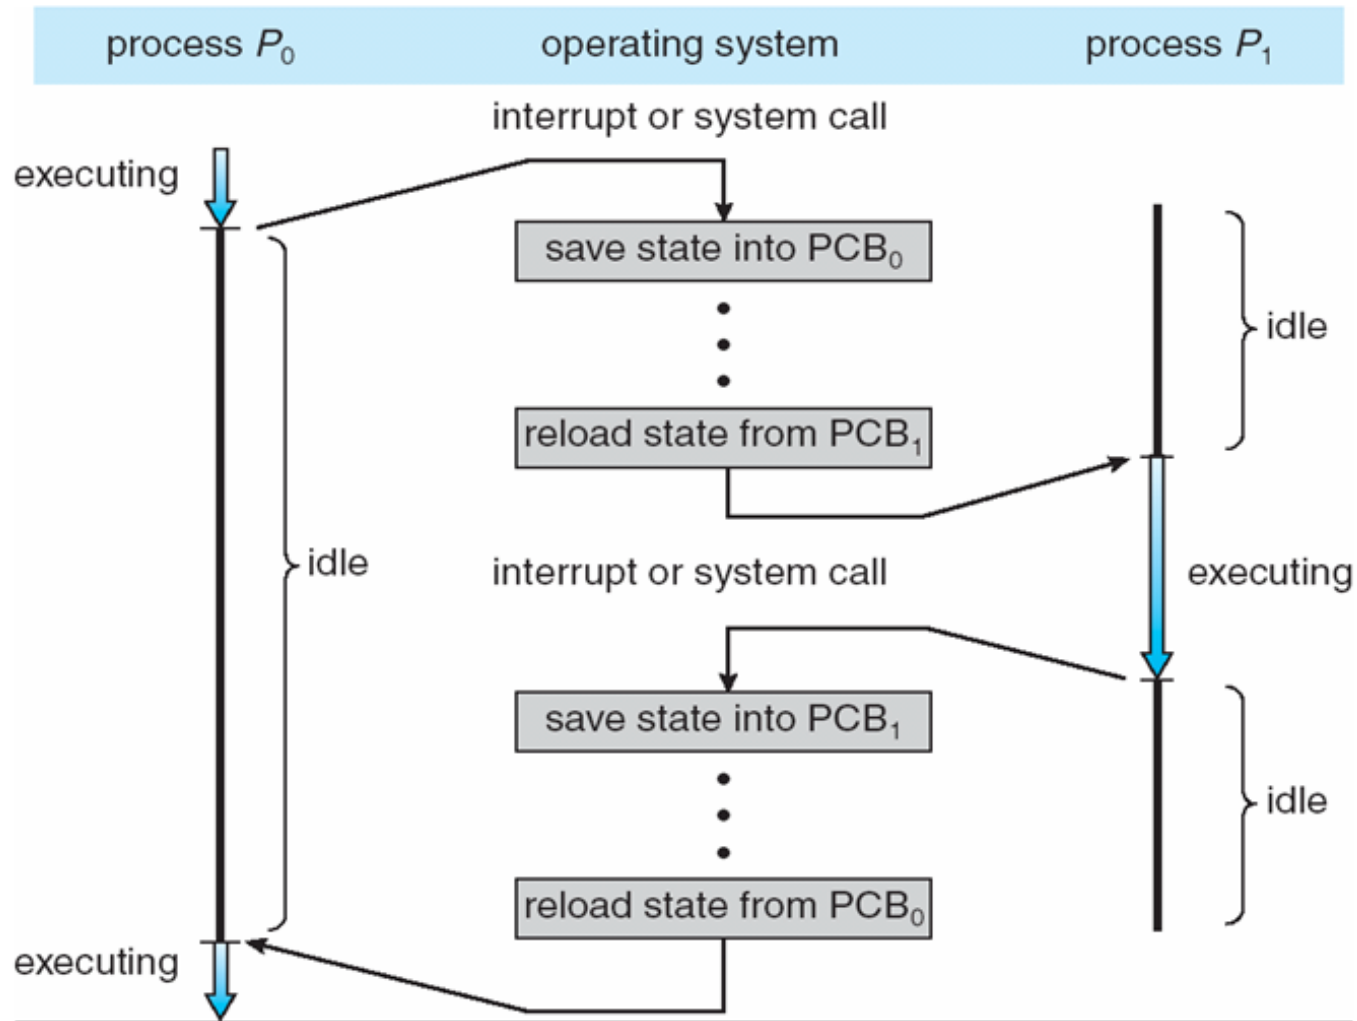 process P₀ operating system process P₁
interrupt or system call
executing
save state into PCB₀
idle
reload state from PCB₁
idle
interrupt or system call
executing
save state into PCB₁
idle
reload state from PCB₀
executing